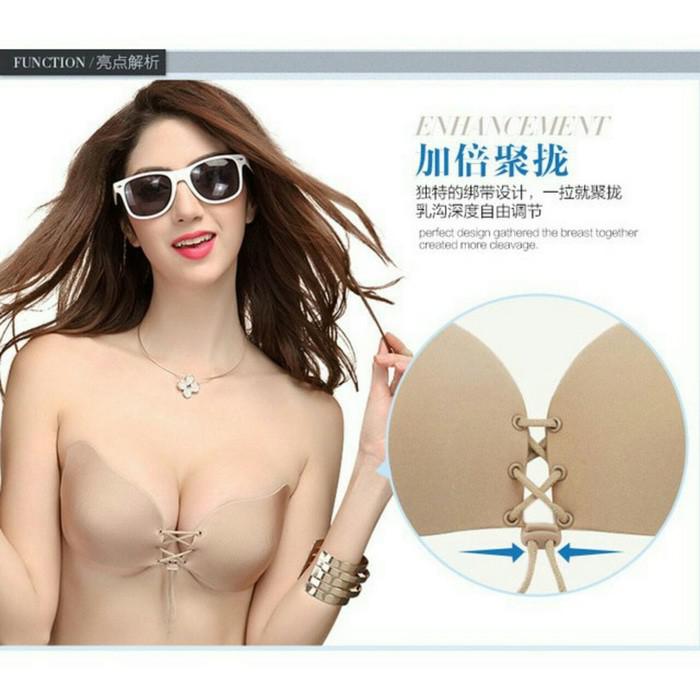 FUNCTION / 亮点解析
ENHANCEMENT
加倍聚拢
独特的绑带设计，一拉就聚拢
乳沟深度自由调节
perfect design gathered the breast together
created more cleavage.